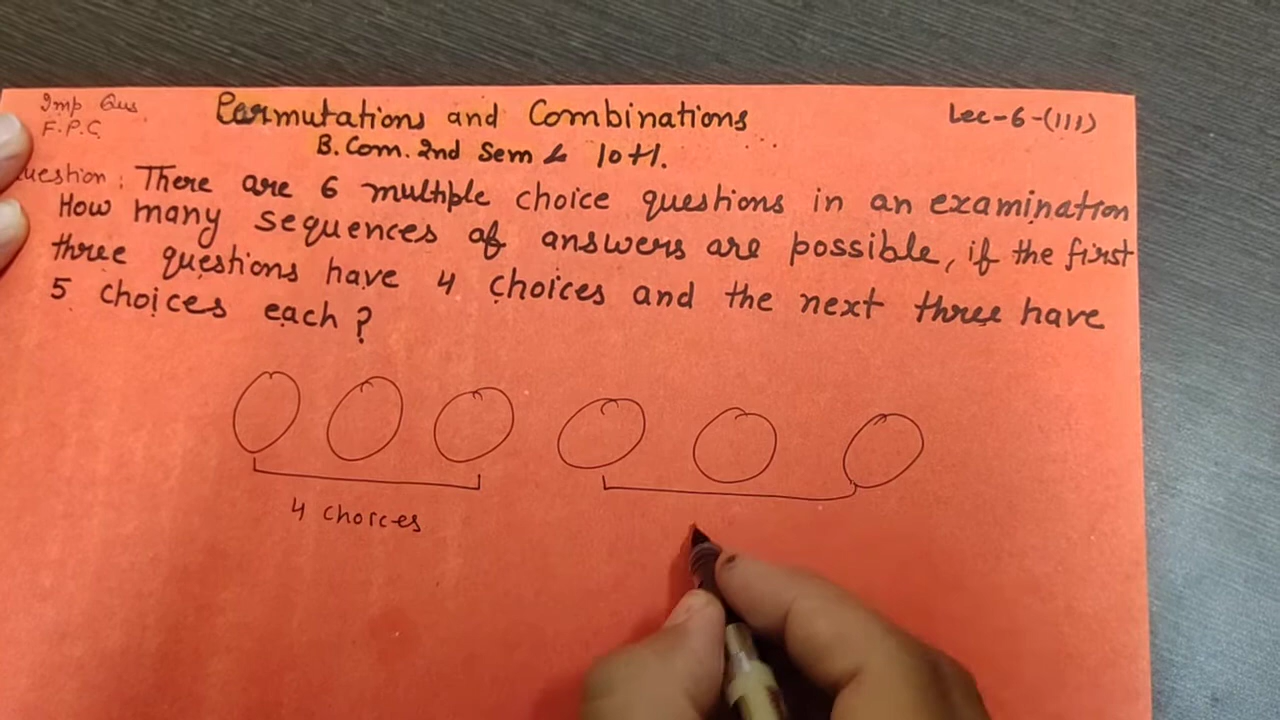 Imp Qus
F.P.C.
Permutations and Combinations
Lec-6-(111)
B.Com. 2nd Sem & 10+1.
uestion: There are 6 multiple choice questions in an examination
How many sequences of answers are possible, if the first
three questions have 4 choices and the next three have
5 choices each?
4 choices